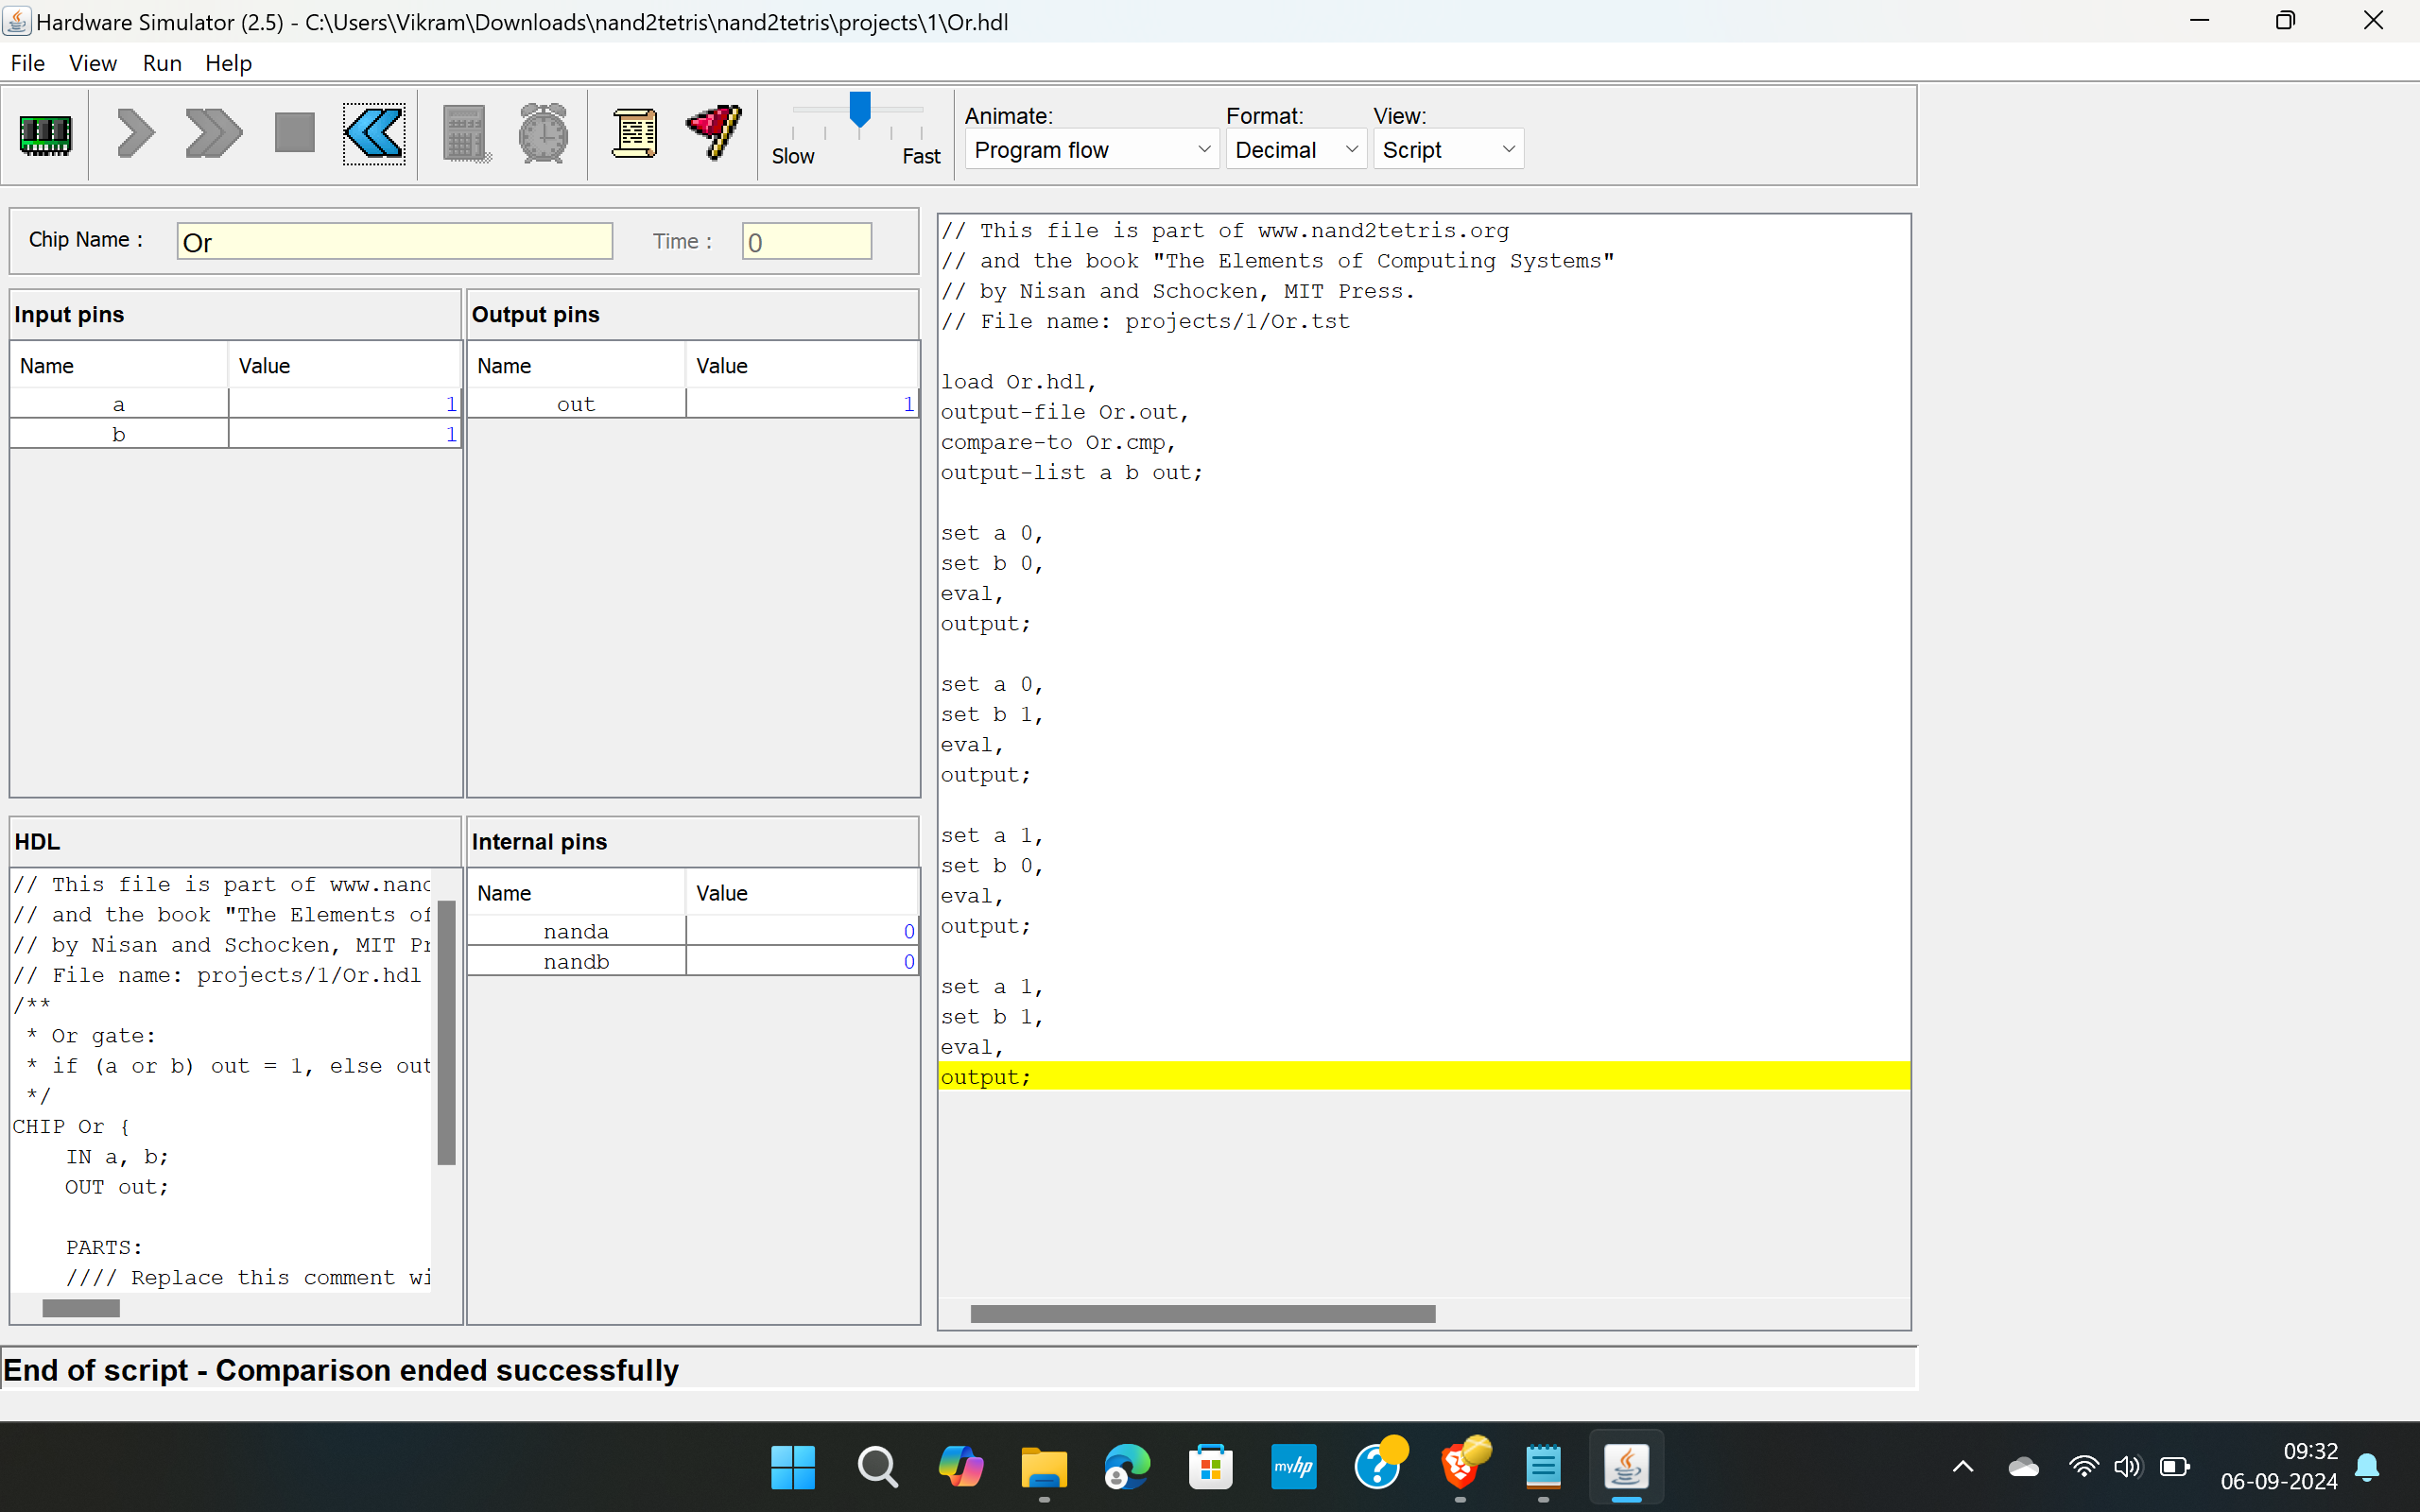 Hardware Simulator (2.5) - C:\Users\Vikram\Downloads\nand2tetris\nand2tetris\projects\1\Or.hdl
File View Run Help
Slow Fast
Animate: Format: View:
Program flow Decimal Script
Chip Name : Or Time : 0
Input pins
Name Value
a 1
b 1
Output pins
Name Value
out 1
HDL
// This file is part of www.nand
// and the book "The Elements of
// by Nisan and Schocken, MIT Pr
// File name: projects/1/Or.hdl
/**
* Or gate:
* if (a or b) out = 1, else out
*/
CHIP Or {
IN a, b;
OUT out;
PARTS:
//// Replace this comment wi
Internal pins
Name Value
nanda 0
nandb 0
// This file is part of www.nand2tetris.org
// and the book "The Elements of Computing Systems"
// by Nisan and Schocken, MIT Press.
// File name: projects/1/Or.tst
load Or.hdl,
output-file Or.out,
compare-to Or.cmp,
output-list a b out;
set a 0,
set b 0,
eval,
output;
set a 0,
set b 1,
eval,
output;
set a 1,
set b 0,
eval,
output;
set a 1,
set b 1,
eval,
output;
End of script - Comparison ended successfully
myhp
09:32
06-09-2024